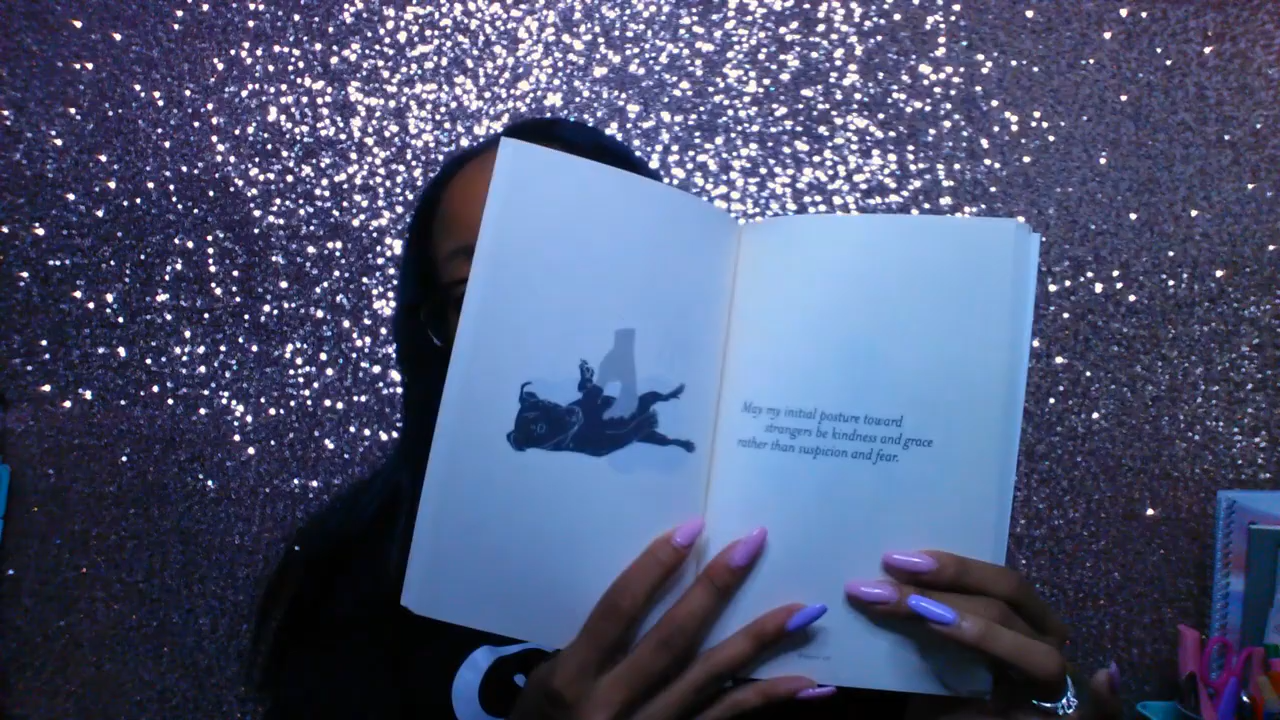 May my initial posture toward
strangers be kindness and grace
rather than suspicion and fear.